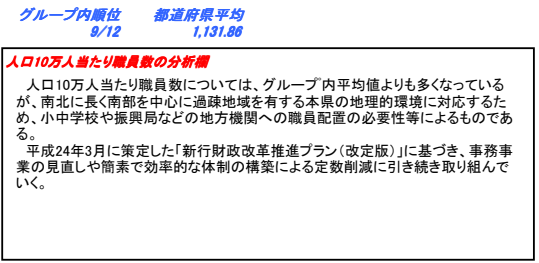 グループ内順位 都道府県平均
9/12 1,131.86
人口10万人当たり職員数の分析欄
人口10万人当たり職員数については、グループ内平均値よりも多くなっている
が、南北に長く南部を中心に過疎地域を有する本県の地理的環境に対応するた
め、小中学校や振興局などの地方機関への職員配置の必要性等によるものであ
る。
平成24年3月に策定した「新行財政改革推進プラン（改定版）」に基づき、事務事
業の見直しや簡素で効率的な体制の構築による定数削減に引き続き取り組んで
いく。